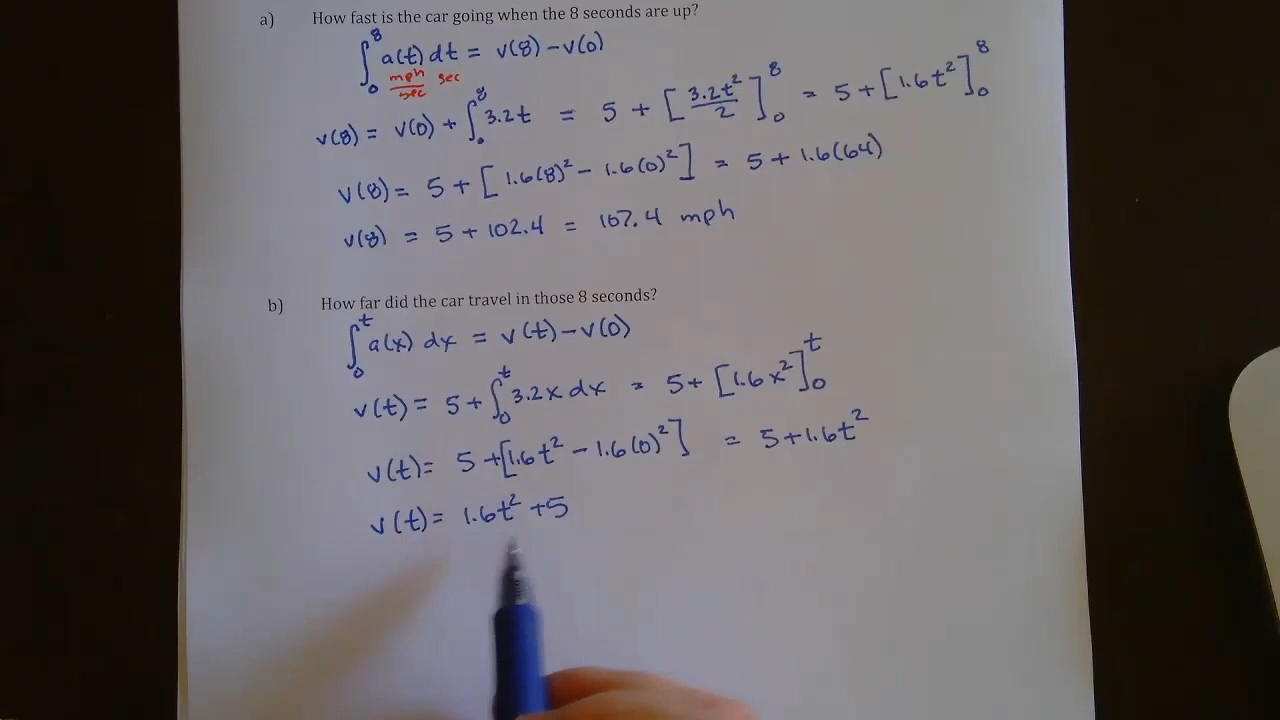 a) How fast is the car going when the 8 seconds are up?
∫₀⁸ a(t) dt = v(8) - v(0)
mph/sec sec
v(8) = v(0) + ∫₀⁸ 3.2t = 5 + [3.2t²/2]₀⁸ = 5 + [1.6t²]₀⁸
v(8) = 5 + [1.6(8)² - 1.6(0)²] = 5 + 1.6(64)
v(8) = 5 + 102.4 = 107.4 mph
b) How far did the car travel in those 8 seconds?
∫₀ᵗ a(x) dx = v(t) - v(0)
v(t) = 5 + ∫₀ᵗ 3.2x dx = 5 + [1.6x²]₀ᵗ
v(t) = 5 + [1.6t² - 1.6(0)²] = 5 + 1.6t²
v(t) = 1.6t² + 5